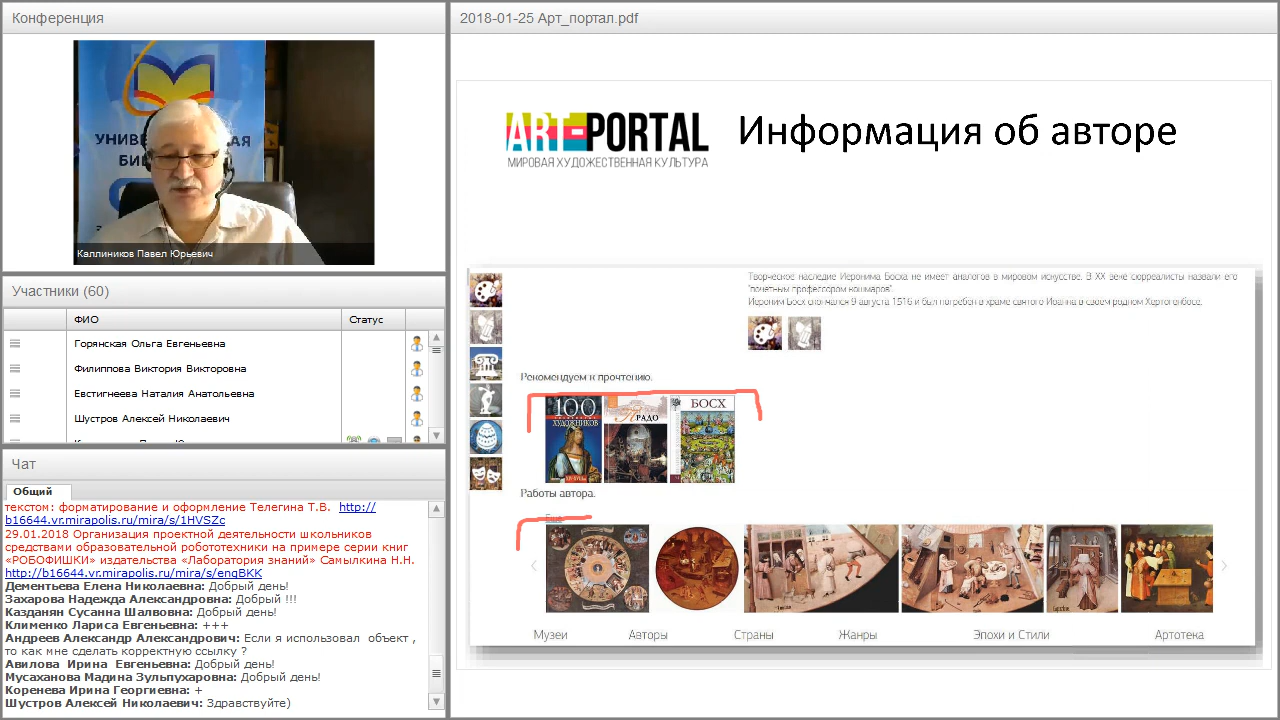 Конференция
УНИВЕ
АЯ
БИБ
Каллиников Павел Юрьевич
Участники (60)
ФИО
Статус
Горянская Ольга Евгеньевна
Филиппова Виктория Викторовна
Евстигнеева Наталия Анатольевна
Шустров Алексей Николаевич
Чат
Общий
текстом: форматирование и оформление Телегина Т.В. http://
b16644.vr.mirapolis.ru/mira/s/1HVSZc
29.01.2018 Организация проектной деятельности школьников
средствами образовательной робототехники на примере серии книг
«РОБОФИШКИ» издательства «Лаборатория знаний» Самылкина Н.Н.
http://b16644.vr.mirapolis.ru/mira/s/enqBKK
Дементьева Елена Николаевна: Добрый день!
Захарова Надежда Александровна: Добрый !!!
Казданян Сусанна Шалвовна: Добрый день!
Клименко Лариса Евгеньевна: +++
Андреев Александр Александрович: Если я использовал объект ,
то как мне сделать корректную ссылку ?
Авилова Ирина Евгеньевна: Добрый день!
Мусаханова Мадина Зульпухаровна: Добрый день!
Коренева Ирина Георгиевна: +
Шустров Алексей Николаевич: Здравствуйте)
2018-01-25 Арт_портал.pdf
ART-PORTAL
МИРОВАЯ ХУДОЖЕСТВЕННАЯ КУЛЬТУРА
Информация об авторе
Творческое наследие Иеронима Босха не имеет аналогов в мировом искусстве. В XX веке сюрреалисты назвали его
"почетным профессором кошмаров".
Иероним Босх скончался 9 августа 1516 и был погребён в храме святого Иоанна в своем родном Хертогенбосе.
Рекомендуем к прочтению.
100
ХУДОЖНИКОВ
ПРАДО
БОСХ
Работы автора.
Еще
Музеи
Авторы
Страны
Жанры
Эпохи и Стили
Артотека